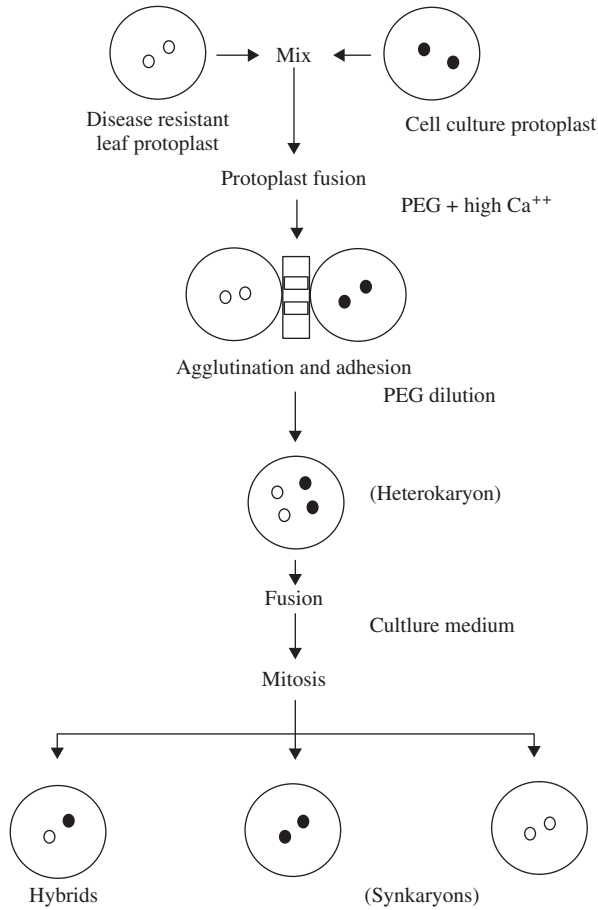 Mix
Disease resistant
leaf protoplast
Cell culture protoplast
Protoplast fusion
PEG + high Ca⁺⁺
Agglutination and adhesion
PEG dilution
(Heterokaryon)
Fusion
Cultlure medium
Mitosis
Hybrids
(Synkaryons)